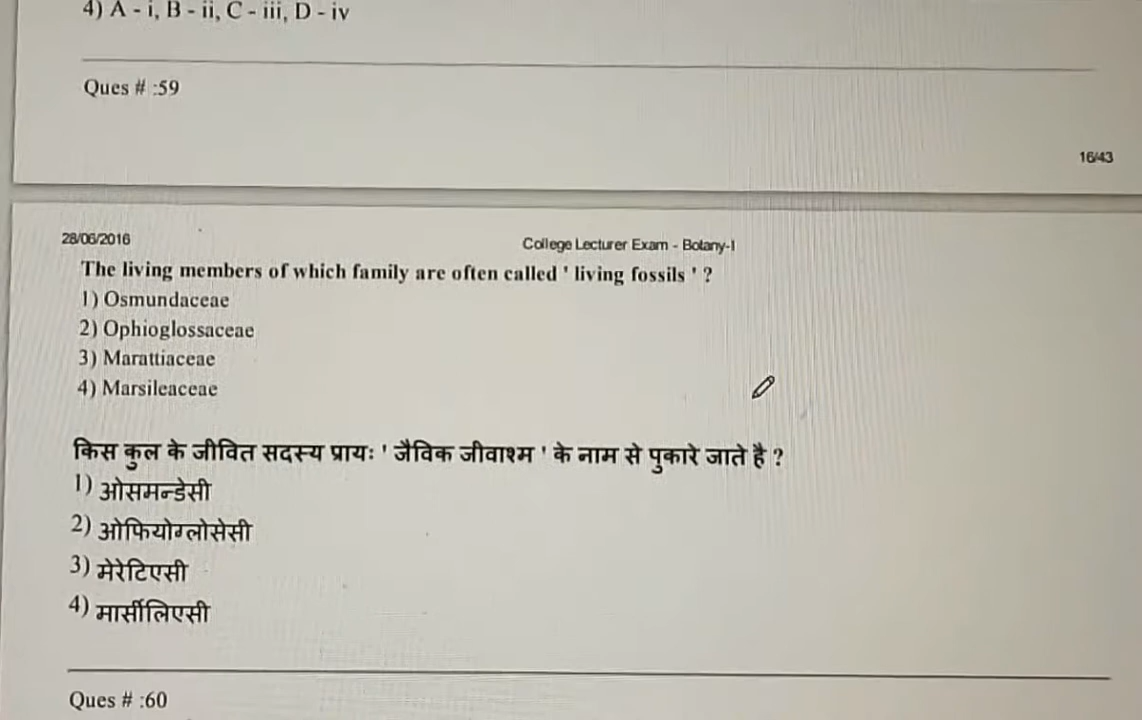 4) A - i, B - ii, C - iii, D - iv
Ques # :59
16/43
28/06/2016
College Lecturer Exam - Botany-I
The living members of which family are often called ' living fossils ' ?
1) Osmundaceae
2) Ophioglossaceae
3) Marattiaceae
4) Marsileaceae
किस कुल के जीवित सदस्य प्रायः ' जैविक जीवाश्म ' के नाम से पुकारे जाते है ?
1) ओसमन्डेसी
2) ओफियोग्लोसेसी
3) मेरेटिएसी
4) मार्सीलिएसी
Ques # :60